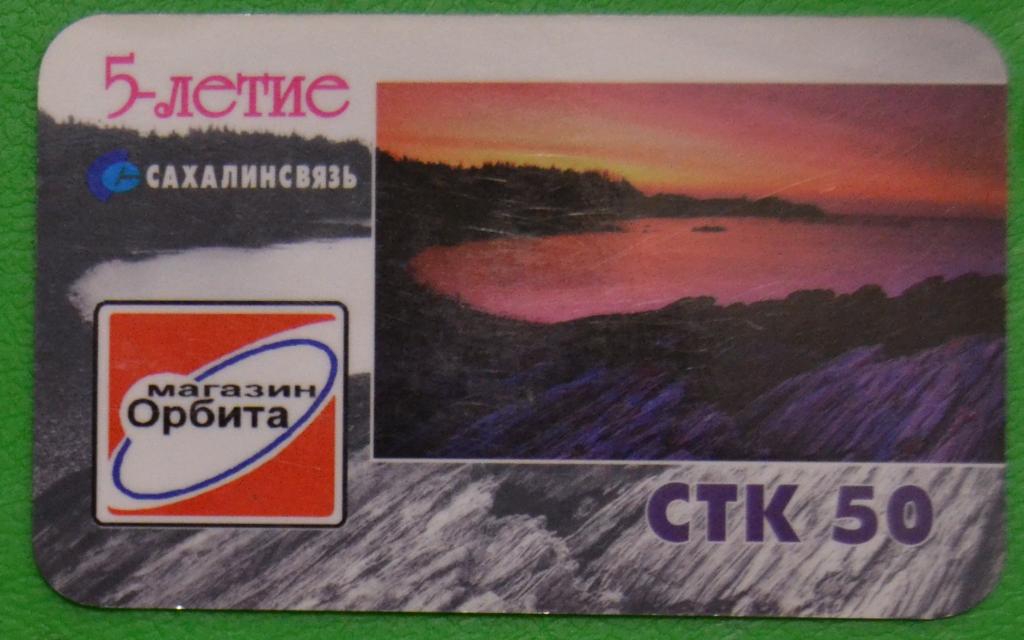 5-летие
САХАЛИНСВЯЗЬ
магазин
Орбита
СТК 50